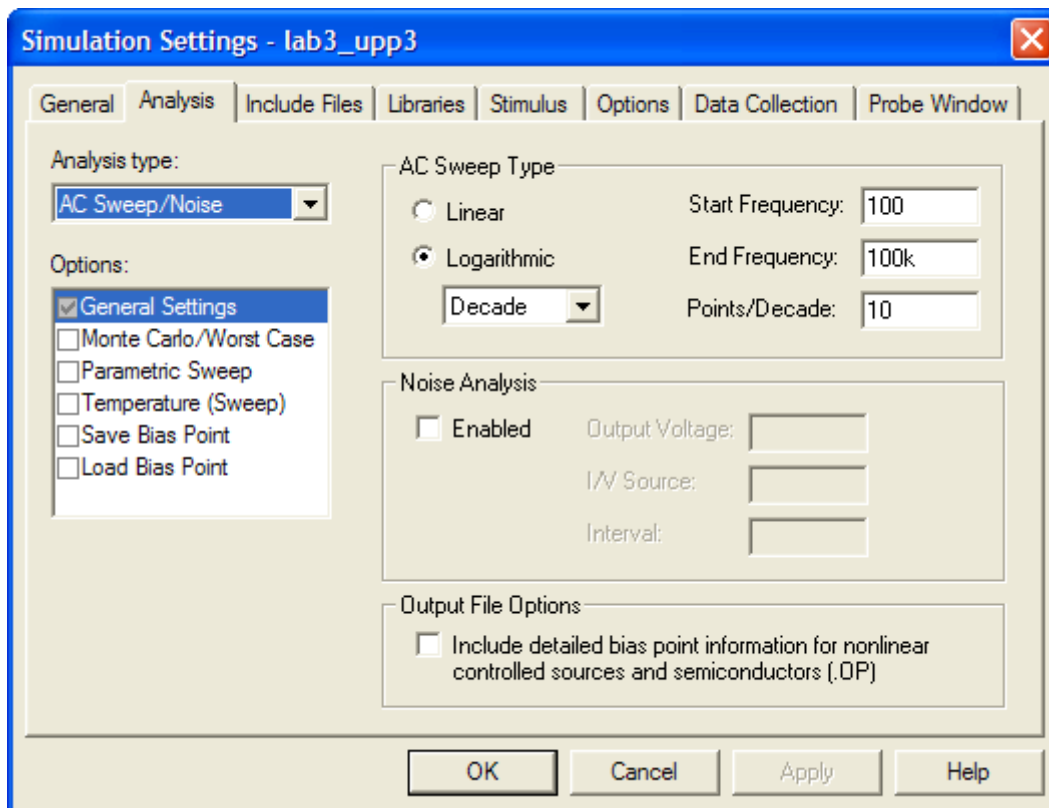 Simulation Settings - lab3_upp3
General Analysis Include Files Libraries Stimulus Options Data Collection Probe Window
Analysis type:
AC Sweep/Noise
Options:
General Settings
Monte Carlo/Worst Case
Parametric Sweep
Temperature (Sweep)
Save Bias Point
Load Bias Point
AC Sweep Type
Linear
Logarithmic
Decade
Start Frequency: 100
End Frequency: 100k
Points/Decade: 10
Noise Analysis
Enabled
Output Voltage:
I/V Source:
Interval:
Output File Options
Include detailed bias point information for nonlinear
controlled sources and semiconductors (.OP)
OK Cancel Apply Help